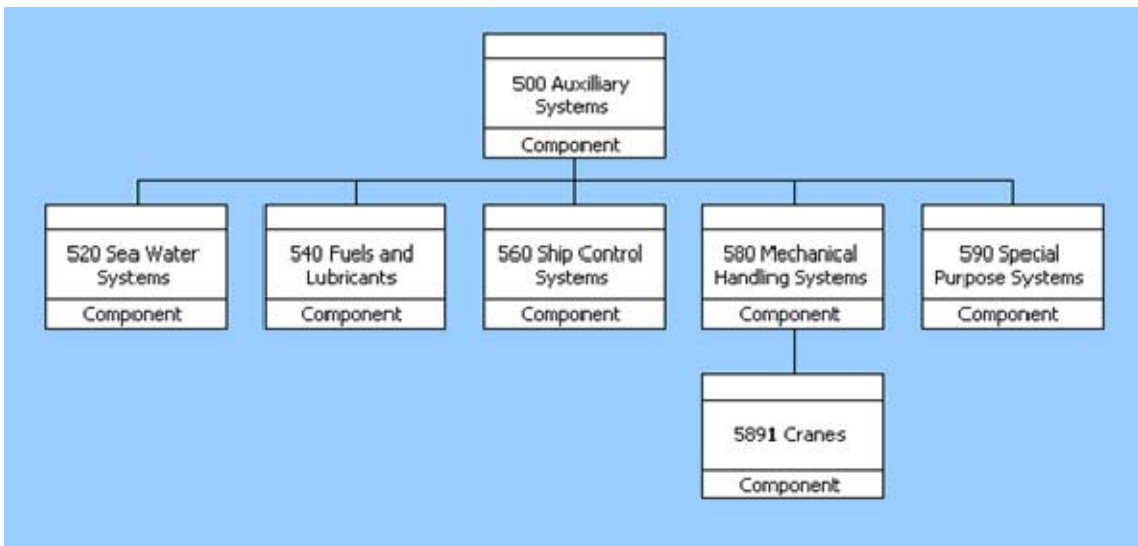 500 Auxilliary
Systems
Component
520 Sea Water
Systems
Component
540 Fuels and
Lubricants
Component
560 Ship Control
Systems
Component
580 Mechanical
Handling Systems
Component
590 Special
Purpose Systems
Component
5891 Cranes
Component